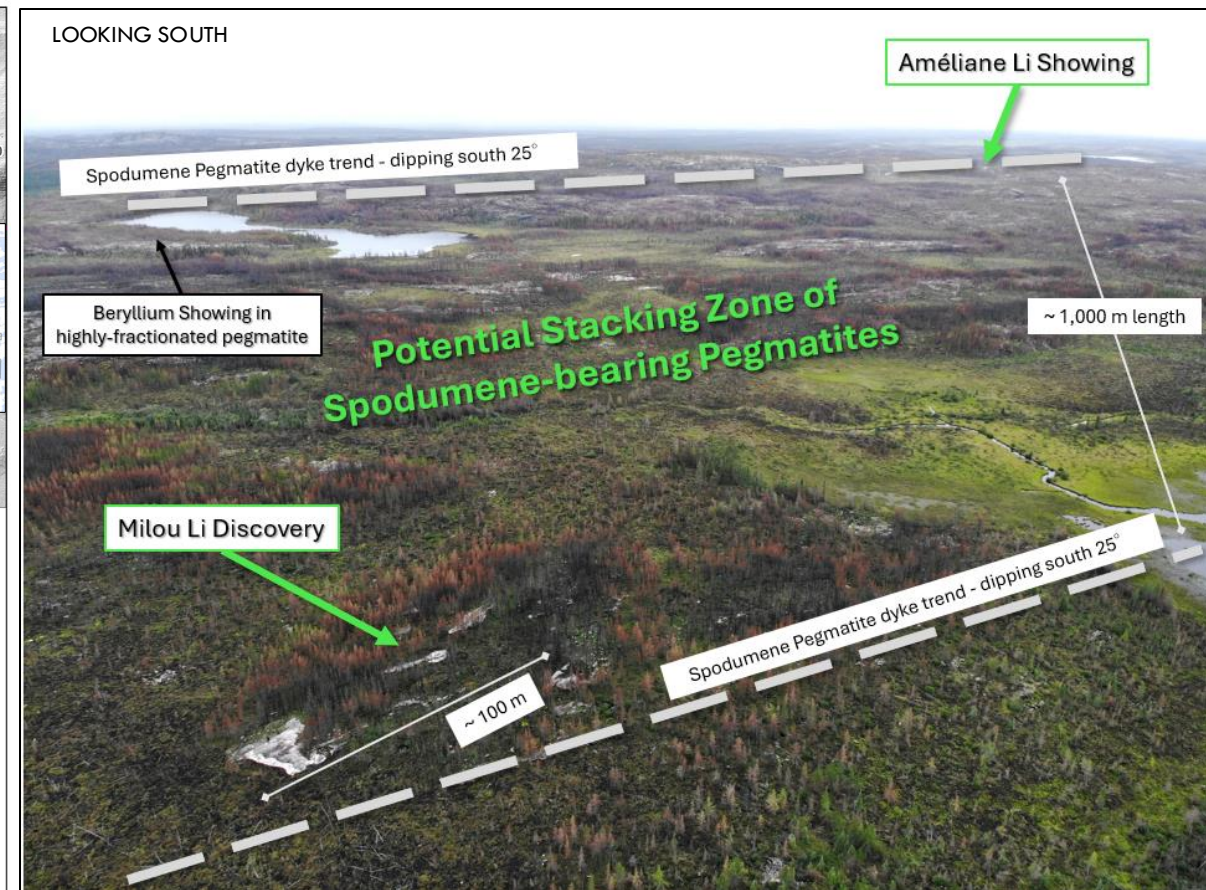 LOOKING SOUTH
Améliane Li Showing
Spodumene Pegmatite dyke trend - dipping south 25°
Beryllium Showing in
highly-fractionated pegmatite
Potential Stacking Zone of
Spodumene-bearing Pegmatites
~ 1,000 m length
Milou Li Discovery
Spodumene Pegmatite dyke trend - dipping south 25°
~ 100 m